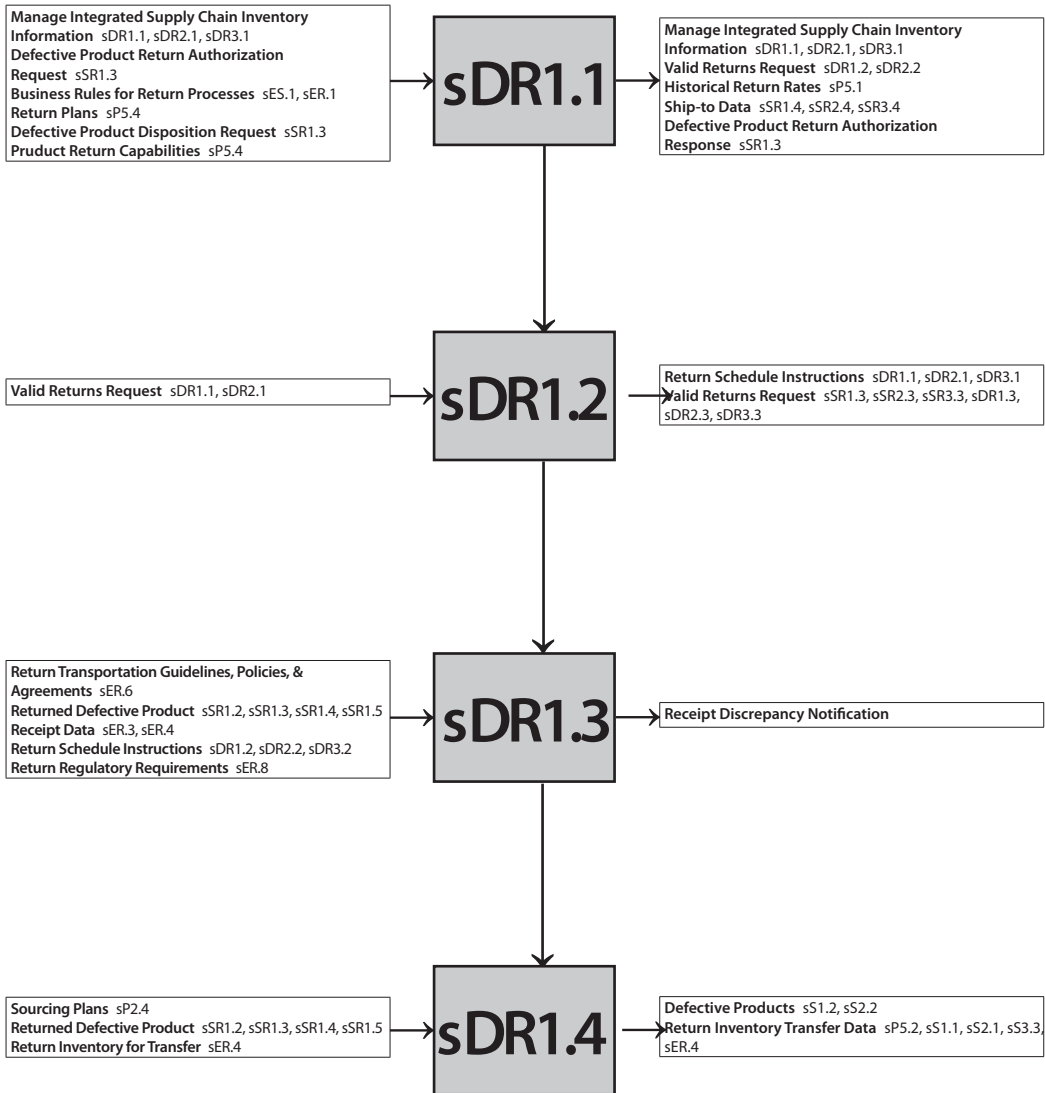 Manage Integrated Supply Chain Inventory
Information sDR1.1, sDR2.1, sDR3.1
Defective Product Return Authorization
Request sSR1.3
Business Rules for Return Processes sES.1, sER.1
Return Plans sP5.4
Defective Product Disposition Request sSR1.3
Pruduct Return Capabilities sP5.4
sDR1.1
Manage Integrated Supply Chain Inventory
Information sDR1.1, sDR2.1, sDR3.1
Valid Returns Request sDR1.2, sDR2.2
Historical Return Rates sP5.1
Ship-to Data sSR1.4, sSR2.4, sSR3.4
Defective Product Return Authorization
Response sSR1.3
Valid Returns Request sDR1.1, sDR2.1
sDR1.2
Return Schedule Instructions sDR1.1, sDR2.1, sDR3.1
Valid Returns Request sSR1.3, sSR2.3, sSR3.3, sDR1.3,
sDR2.3, sDR3.3
Return Transportation Guidelines, Policies, &
Agreements sER.6
Returned Defective Product sSR1.2, sSR1.3, sSR1.4, sSR1.5
Receipt Data sER.3, sER.4
Return Schedule Instructions sDR1.2, sDR2.2, sDR3.2
Return Regulatory Requirements sER.8
sDR1.3
Receipt Discrepancy Notification
Sourcing Plans sP2.4
Returned Defective Product sSR1.2, sSR1.3, sSR1.4, sSR1.5
Return Inventory for Transfer sER.4
sDR1.4
Defective Products sS1.2, sS2.2
Return Inventory Transfer Data sP5.2, sS1.1, sS2.1, sS3.3,
sER.4